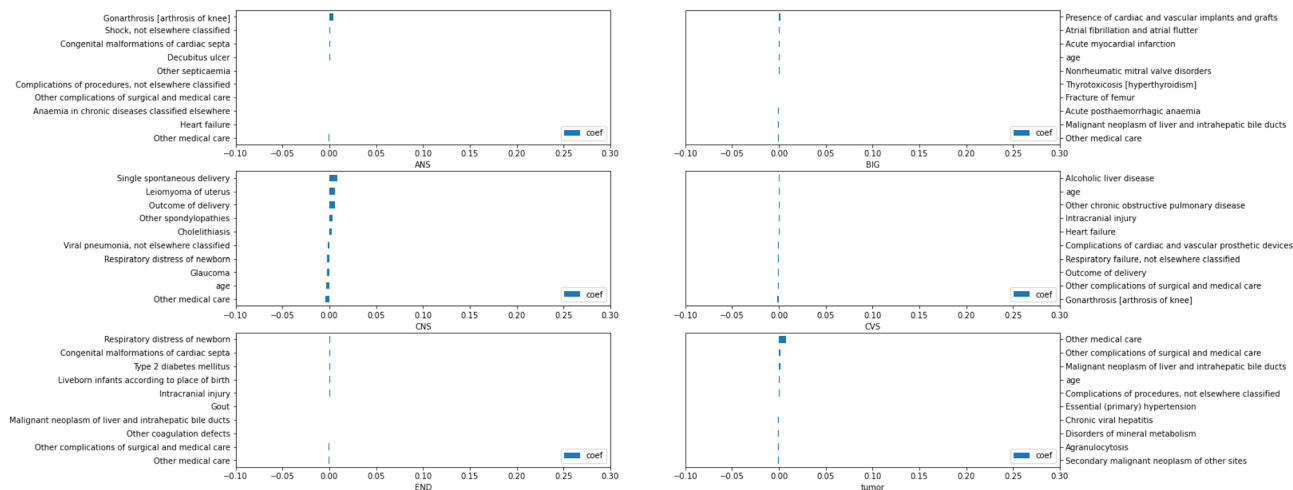 Gonarthrosis [arthrosis of knee]
Shock, not elsewhere classified
Congenital malformations of cardiac septa
Decubitus ulcer
Other septicaemia
Complications of procedures, not elsewhere classified
Other complications of surgical and medical care
Anaemia in chronic diseases classified elsewhere
Heart failure
Other medical care
coef
−0.10 −0.05 0.00 0.05 0.10 0.15 0.20 0.25 0.30
ANS
Presence of cardiac and vascular implants and grafts
Atrial fibrillation and atrial flutter
Acute myocardial infarction
age
Nonrheumatic mitral valve disorders
Thyrotoxicosis [hyperthyroidism]
Fracture of femur
Acute posthaemorrhagic anaemia
Malignant neoplasm of liver and intrahepatic bile ducts
Other medical care
coef
−0.10 −0.05 0.00 0.05 0.10 0.15 0.20 0.25 0.30
BIG
Single spontaneous delivery
Leiomyoma of uterus
Outcome of delivery
Other spondylopathies
Cholelithiasis
Viral pneumonia, not elsewhere classified
Respiratory distress of newborn
Glaucoma
age
Other medical care
coef
−0.10 −0.05 0.00 0.05 0.10 0.15 0.20 0.25 0.30
CNS
Alcoholic liver disease
age
Other chronic obstructive pulmonary disease
Intracranial injury
Heart failure
Complications of cardiac and vascular prosthetic devices
Respiratory failure, not elsewhere classified
Outcome of delivery
Other complications of surgical and medical care
Gonarthrosis [arthrosis of knee]
coef
−0.10 −0.05 0.00 0.05 0.10 0.15 0.20 0.25 0.30
CVS
Respiratory distress of newborn
Congenital malformations of cardiac septa
Type 2 diabetes mellitus
Liveborn infants according to place of birth
Intracranial injury
Gout
Malignant neoplasm of liver and intrahepatic bile ducts
Other coagulation defects
Other complications of surgical and medical care
Other medical care
coef
−0.10 −0.05 0.00 0.05 0.10 0.15 0.20 0.25 0.30
END
Other medical care
Other complications of surgical and medical care
Malignant neoplasm of liver and intrahepatic bile ducts
age
Complications of procedures, not elsewhere classified
Essential (primary) hypertension
Chronic viral hepatitis
Disorders of mineral metabolism
Agranulocytosis
Secondary malignant neoplasm of other sites
coef
−0.10 −0.05 0.00 0.05 0.10 0.15 0.20 0.25 0.30
tumor